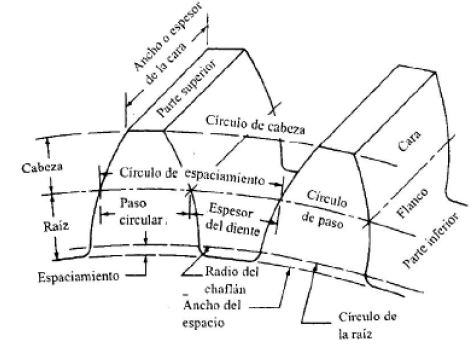 Ancho o espesor
de la cara
Parte superior
Círculo de cabeza
Cara
Cabeza
Círculo de espaciamiento
Flanco
Raíz
Paso
circular
Espesor
del diente
Círculo
de paso
Parte inferior
Espaciamiento
Radio del
chaflán
Ancho del
espacio
Círculo de
la raíz